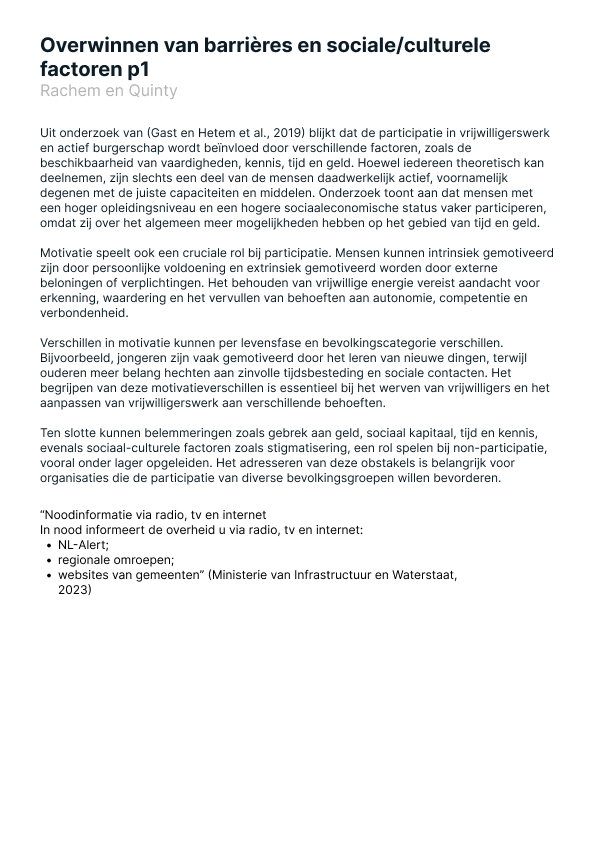 Overwinnen van barrières en sociale/culturele
factoren p1
Rachem en Quinty
Uit onderzoek van (Gast en Hetem et al., 2019) blijkt dat de participatie in vrijwilligerswerk
en actief burgerschap wordt beïnvloed door verschillende factoren, zoals de
beschikbaarheid van vaardigheden, kennis, tijd en geld. Hoewel iedereen theoretisch kan
deelnemen, zijn slechts een deel van de mensen daadwerkelijk actief, voornamelijk
degenen met de juiste capaciteiten en middelen. Onderzoek toont aan dat mensen met
een hoger opleidingsniveau en een hogere sociaaleconomische status vaker participeren,
omdat zij over het algemeen meer mogelijkheden hebben op het gebied van tijd en geld.
Motivatie speelt ook een cruciale rol bij participatie. Mensen kunnen intrinsiek gemotiveerd
zijn door persoonlijke voldoening en extrinsiek gemotiveerd worden door externe
beloningen of verplichtingen. Het behouden van vrijwillige energie vereist aandacht voor
erkenning, waardering en het vervullen van behoeften aan autonomie, competentie en
verbondenheid.
Verschillen in motivatie kunnen per levensfase en bevolkingscategorie verschillen.
Bijvoorbeeld, jongeren zijn vaak gemotiveerd door het leren van nieuwe dingen, terwijl
ouderen meer belang hechten aan zinvolle tijdsbesteding en sociale contacten. Het
begrijpen van deze motivatieverschillen is essentieel bij het werven van vrijwilligers en het
aanpassen van vrijwilligerswerk aan verschillende behoeften.
Ten slotte kunnen belemmeringen zoals gebrek aan geld, sociaal kapitaal, tijd en kennis,
evenals sociaal-culturele factoren zoals stigmatisering, een rol spelen bij non-participatie,
vooral onder lager opgeleiden. Het adresseren van deze obstakels is belangrijk voor
organisaties die de participatie van diverse bevolkingsgroepen willen bevorderen.
“Noodinformatie via radio, tv en internet
In nood informeert de overheid u via radio, tv en internet:
• NL-Alert;
• regionale omroepen;
• websites van gemeenten” (Ministerie van Infrastructuur en Waterstaat,
2023)